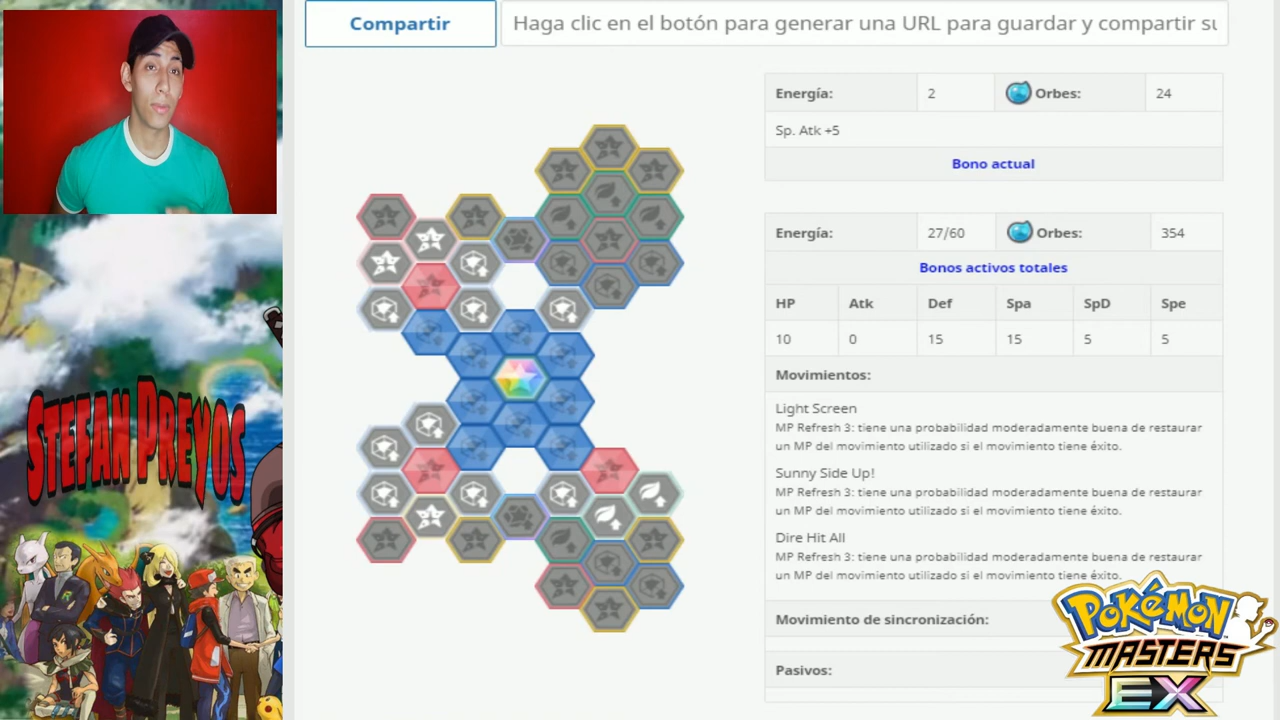 Compartir
Haga clic en el botón para generar una URL para guardar y compartir su
Energía: 2 Orbes: 24
Sp. Atk +5
Bono actual
Energía: 27/60 Orbes: 354
Bonos activos totales
HP Atk Def Spa SpD Spe
10 0 15 15 5 5
Movimientos:
Light Screen
MP Refresh 3: tiene una probabilidad moderadamente buena de restaurar
un MP del movimiento utilizado si el movimiento tiene éxito.
Sunny Side Up!
MP Refresh 3: tiene una probabilidad moderadamente buena de restaurar
un MP del movimiento utilizado si el movimiento tiene éxito.
Dire Hit All
MP Refresh 3: tiene una probabilidad moderadamente buena de restaurar
un MP del movimiento utilizado si el movimiento tiene éxito.
Movimiento de sincronización:
Pasivos:
STEFAN PREYOS
POKéMON
MASTERS
EX